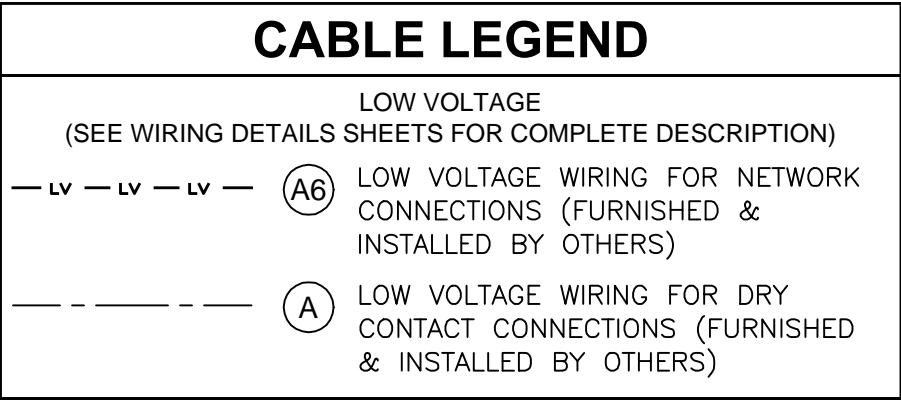 CABLE LEGEND
LOW VOLTAGE
(SEE WIRING DETAILS SHEETS FOR COMPLETE DESCRIPTION)
LV LV LV A6 LOW VOLTAGE WIRING FOR NETWORK
CONNECTIONS (FURNISHED &
INSTALLED BY OTHERS)
A LOW VOLTAGE WIRING FOR DRY
CONTACT CONNECTIONS (FURNISHED
& INSTALLED BY OTHERS)